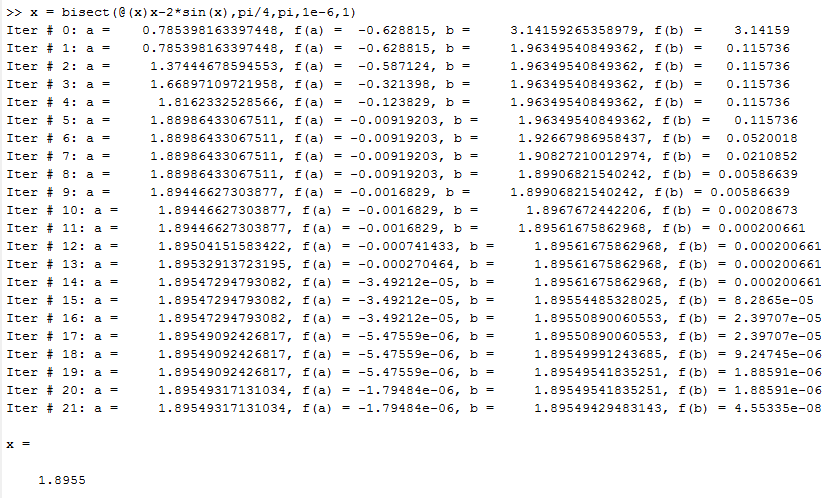 >> x = bisect(@(x)x-2*sin(x),pi/4,pi,1e-6,1)
Iter # 0: a =    0.785398163397448, f(a) =  -0.628815, b =     3.14159265358979, f(b) =    3.14159
Iter # 1: a =    0.785398163397448, f(a) =  -0.628815, b =     1.96349540849362, f(b) =   0.115736
Iter # 2: a =     1.37444678594553, f(a) =  -0.587124, b =     1.96349540849362, f(b) =   0.115736
Iter # 3: a =     1.66897109721958, f(a) =  -0.321398, b =     1.96349540849362, f(b) =   0.115736
Iter # 4: a =      1.8162332528566, f(a) =  -0.123829, b =     1.96349540849362, f(b) =   0.115736
Iter # 5: a =     1.88986433067511, f(a) = -0.00919203, b =      1.96349540849362, f(b) =   0.115736
Iter # 6: a =     1.88986433067511, f(a) = -0.00919203, b =      1.92667986958437, f(b) =  0.0520018
Iter # 7: a =     1.88986433067511, f(a) = -0.00919203, b =      1.90827210012974, f(b) =  0.0210852
Iter # 8: a =     1.88986433067511, f(a) = -0.00919203, b =      1.89906821540242, f(b) = 0.00586639
Iter # 9: a =     1.89446627303877, f(a) = -0.0016829, b =     1.89906821540242, f(b) = 0.00586639
Iter # 10: a =     1.89446627303877, f(a) = -0.0016829, b =      1.8967672442206, f(b) = 0.00208673
Iter # 11: a =     1.89446627303877, f(a) = -0.0016829, b =     1.89561675862968, f(b) = 0.000200661
Iter # 12: a =     1.89504151583422, f(a) = -0.000741433, b =     1.89561675862968, f(b) = 0.000200661
Iter # 13: a =     1.89532913723195, f(a) = -0.000270464, b =     1.89561675862968, f(b) = 0.000200661
Iter # 14: a =     1.89547294793082, f(a) = -3.49212e-05, b =     1.89561675862968, f(b) = 0.000200661
Iter # 15: a =     1.89547294793082, f(a) = -3.49212e-05, b =     1.89554485328025, f(b) = 8.2865e-05
Iter # 16: a =     1.89547294793082, f(a) = -3.49212e-05, b =     1.89550890060553, f(b) = 2.39707e-05
Iter # 17: a =     1.89549092426817, f(a) = -5.47559e-06, b =     1.89550890060553, f(b) = 2.39707e-05
Iter # 18: a =     1.89549092426817, f(a) = -5.47559e-06, b =     1.89549991243685, f(b) = 9.24745e-06
Iter # 19: a =     1.89549092426817, f(a) = -5.47559e-06, b =     1.89549541835251, f(b) = 1.88591e-06
Iter # 20: a =     1.89549317131034, f(a) = -1.79484e-06, b =     1.89549541835251, f(b) = 1.88591e-06
Iter # 21: a =     1.89549317131034, f(a) = -1.79484e-06, b =     1.89549429483143, f(b) = 4.55335e-08
x =
1.8955